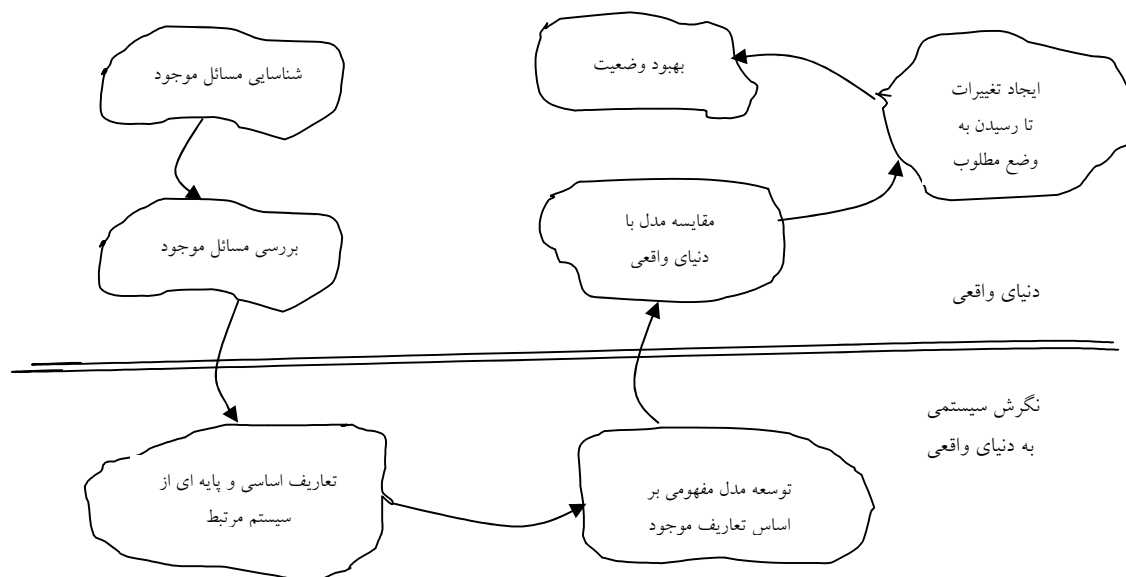 شناسایی مسائل موجود
بررسی مسائل موجود
تعاریف اساسی و پایه ای از
سیستم مرتبط
توسعه مدل مفهومی بر
اساس تعاریف موجود
مقایسه مدل با
دنیای واقعی
ایجاد تغییرات
تا رسیدن به
وضع مطلوب
بهبود وضعیت
دنیای واقعی
نگرش سیستمی
به دنیای واقعی